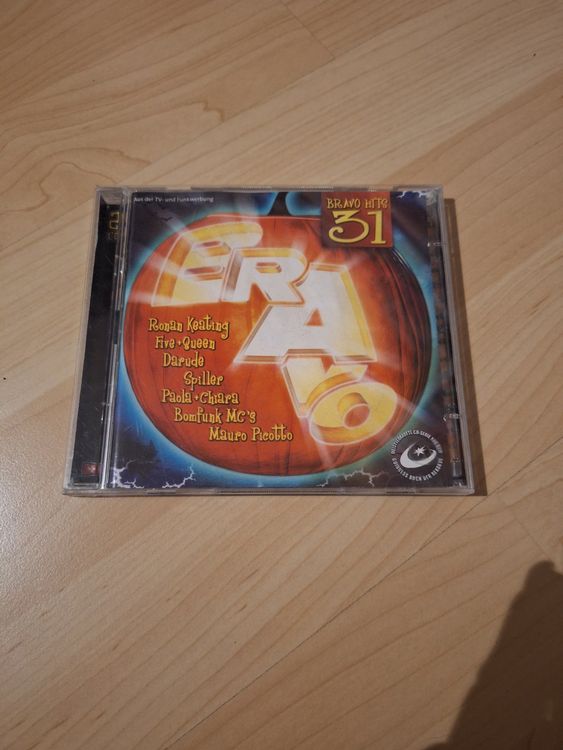 Aus der TV- und Funkwerbung
BRAVO HITS
31
BRAVO
Ronan Keating
Five + Queen
Darude
Spiller
Paola + Chiara
Bomfunk MC's
Mauro Picotto